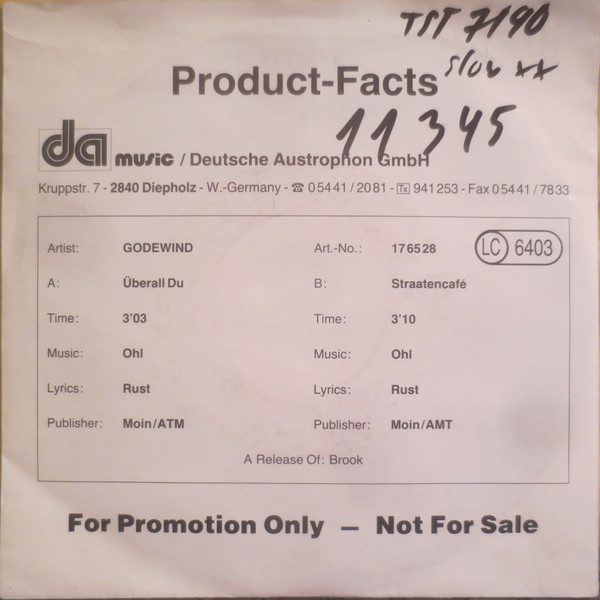 TST 7190
Product-Facts
slow xx
11345
da music / Deutsche Austrophon GmbH
Kruppstr. 7 - 2840 Diepholz - W.-Germany - ☎ 05441/2081 - Tx 941253 - Fax 05441/7833
Artist: GODEWIND Art.-No.: 176528 LC 6403
A: Überall Du B: Straatencafé
Time: 3'03 Time: 3'10
Music: Ohl Music: Ohl
Lyrics: Rust Lyrics: Rust
Publisher: Moin/ATM Publisher: Moin/AMT
A Release Of: Brook
For Promotion Only — Not For Sale